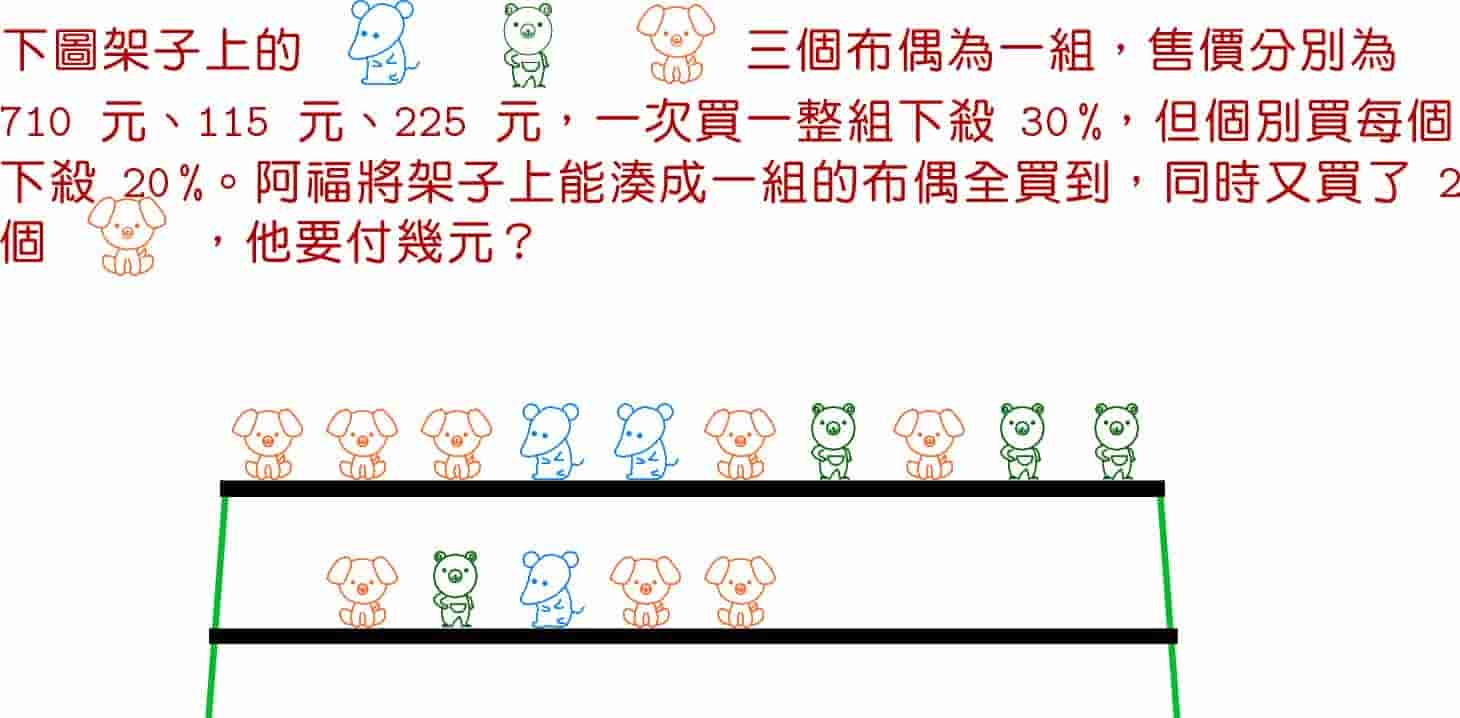 下圖架子上的 三個布偶為一組，售價分別為
710 元、115 元、225 元，一次買一整組下殺 30%，但個別買每個
下殺 20%。阿福將架子上能湊成一組的布偶全買到，同時又買了 2
個 ，他要付幾元？